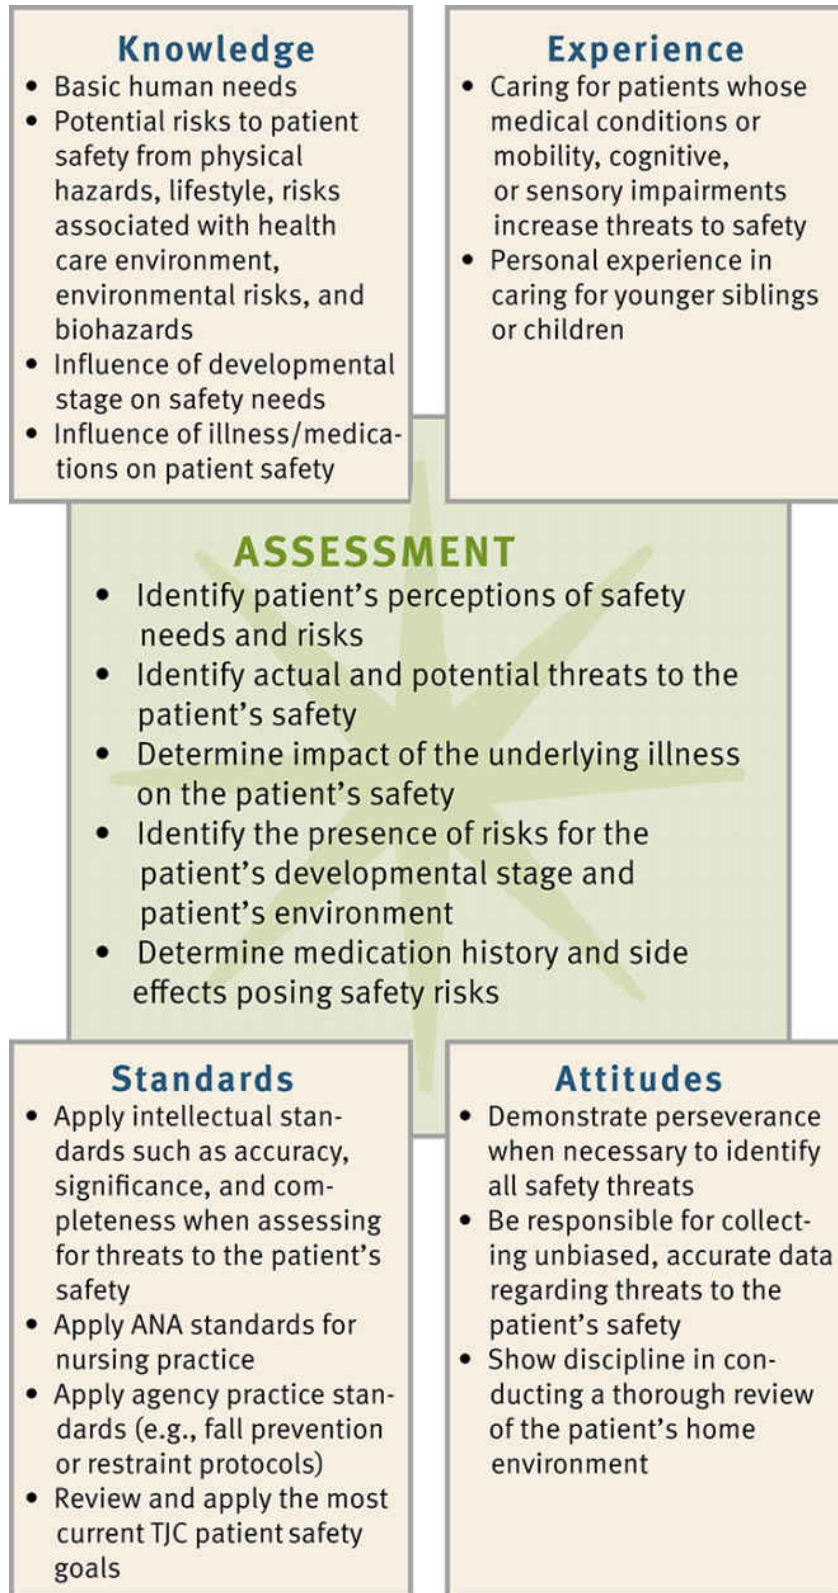 Knowledge
• Basic human needs
• Potential risks to patient
safety from physical
hazards, lifestyle, risks
associated with health
care environment,
environmental risks, and
biohazards
• Influence of developmental
stage on safety needs
• Influence of illness/medica-
tions on patient safety
Experience
• Caring for patients whose
medical conditions or
mobility, cognitive,
or sensory impairments
increase threats to safety
• Personal experience in
caring for younger siblings
or children
ASSESSMENT
• Identify patient’s perceptions of safety
needs and risks
• Identify actual and potential threats to the
patient’s safety
• Determine impact of the underlying illness
on the patient’s safety
• Identify the presence of risks for the
patient’s developmental stage and
patient’s environment
• Determine medication history and side
effects posing safety risks
Standards
• Apply intellectual stan-
dards such as accuracy,
significance, and com-
pleteness when assessing
for threats to the patient’s
safety
• Apply ANA standards for
nursing practice
• Apply agency practice stan-
dards (e.g., fall prevention
or restraint protocols)
• Review and apply the most
current TJC patient safety
goals
Attitudes
• Demonstrate perseverance
when necessary to identify
all safety threats
• Be responsible for collect-
ing unbiased, accurate data
regarding threats to the
patient’s safety
• Show discipline in con-
ducting a thorough review
of the patient’s home
environment